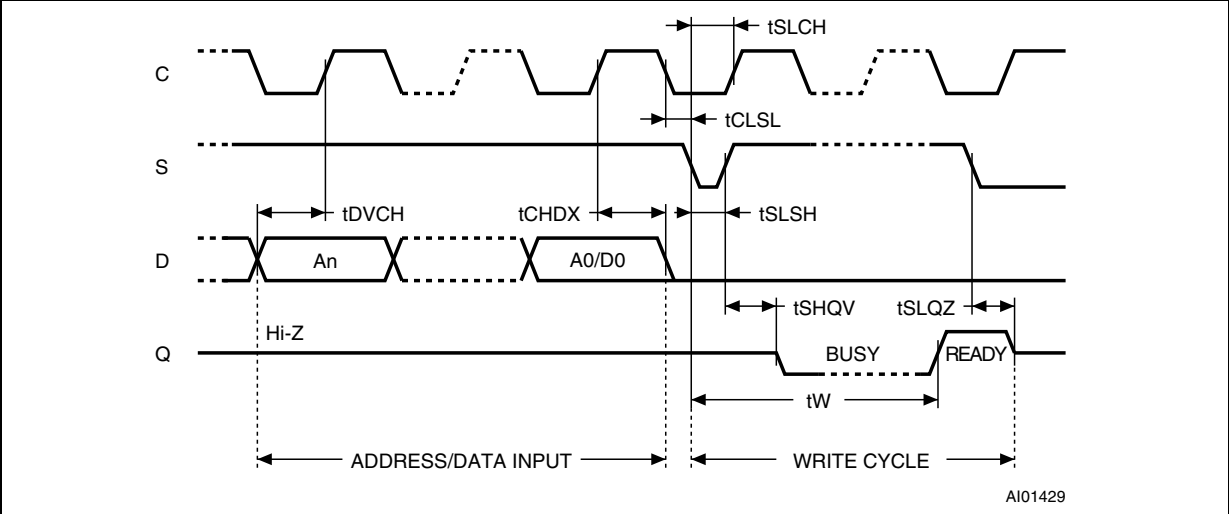 tSLCH
C
tCLSL
S
tDVCH tCHDX tSLSH
D An A0/D0
tSHQV tSLQZ
Hi-Z
Q BUSY READY
tW
ADDRESS/DATA INPUT WRITE CYCLE
AI01429